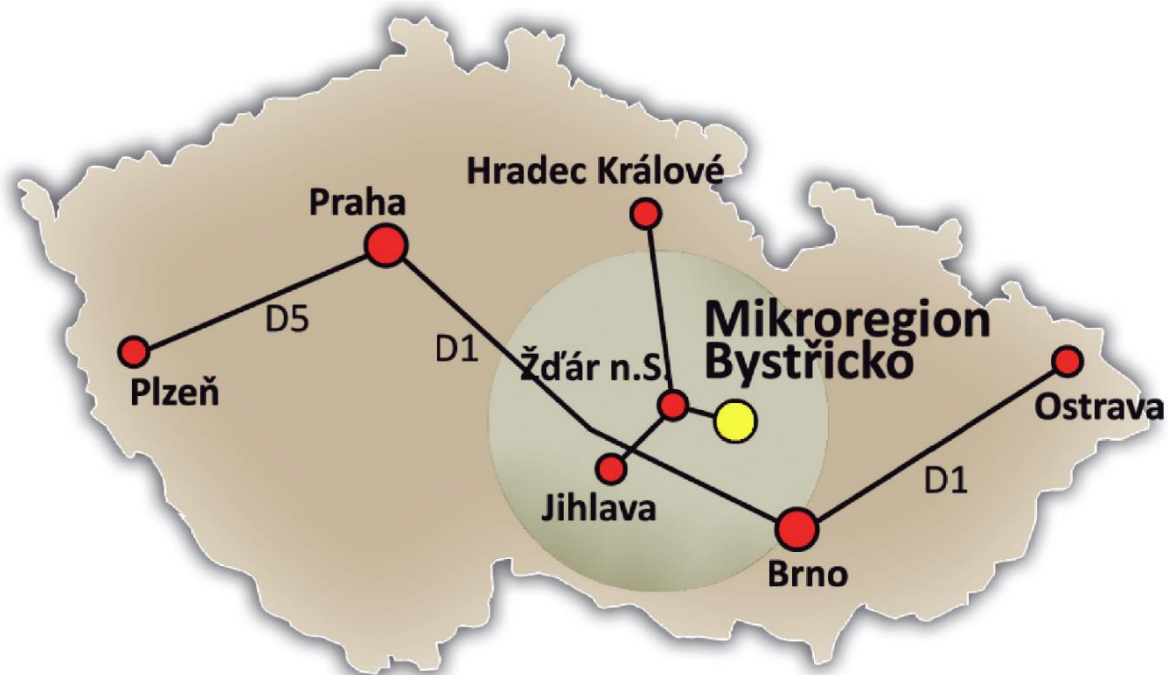 Hradec Králové
Praha
Mikroregion
Bystřicko
D5
D1
Žďár n.S.
Plzeň
Ostrava
D1
Jihlava
Brno